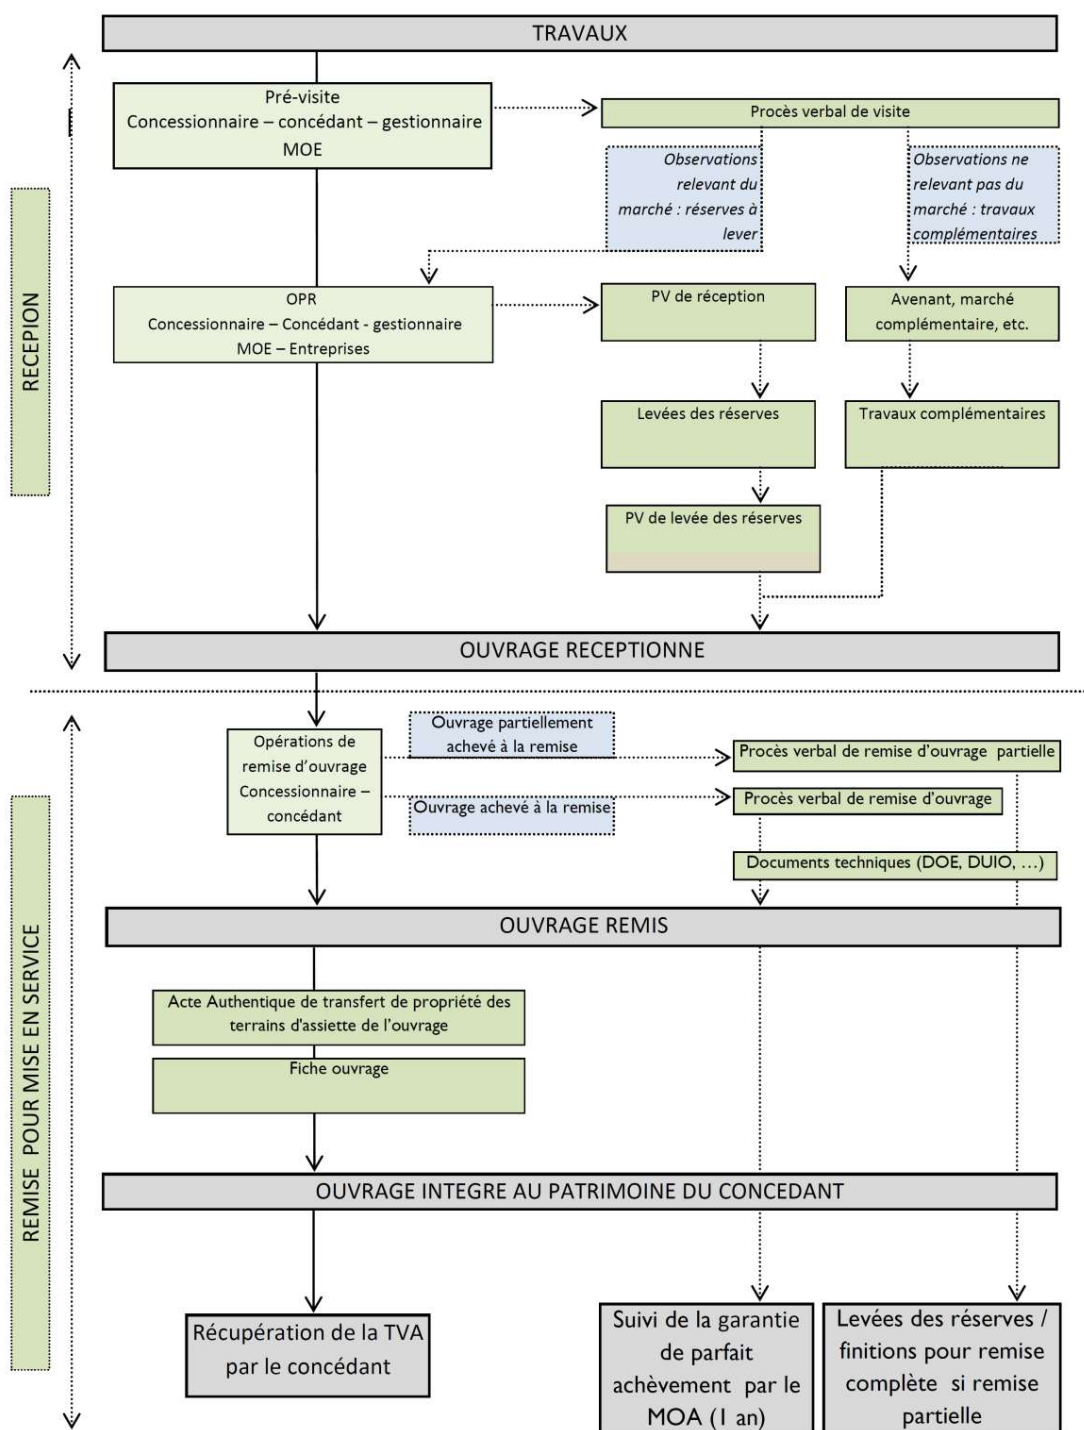 TRAVAUX
Pré-visite
Concessionnaire – concédant – gestionnaire
MOE
Procès verbal de visite
Observations
relevant du
marché : réserves à
lever
Observations ne
relevant pas du
marché : travaux
complémentaires
RECEPION
OPR
Concessionnaire – Concédant - gestionnaire
MOE – Entreprises
PV de réception
Avenant, marché
complémentaire, etc.
Levées des réserves
Travaux complémentaires
PV de levée des réserves
OUVRAGE RECEPTIONNE
REMISE POUR MISE EN SERVICE
Opérations de
remise d'ouvrage
Concessionnaire –
concédant
Ouvrage partiellement
achevé à la remise
Procès verbal de remise d'ouvrage partielle
Ouvrage achevé à la remise
Procès verbal de remise d'ouvrage
Documents techniques (DOE, DUIO, …)
OUVRAGE REMIS
Acte Authentique de transfert de propriété des
terrains d'assiette de l'ouvrage
Fiche ouvrage
OUVRAGE INTEGRE AU PATRIMOINE DU CONCEDANT
Récupération de la TVA
par le concédant
Suivi de la garantie
de parfait
achèvement par le
MOA (1 an)
Levées des réserves /
finitions pour remise
complète si remise
partielle